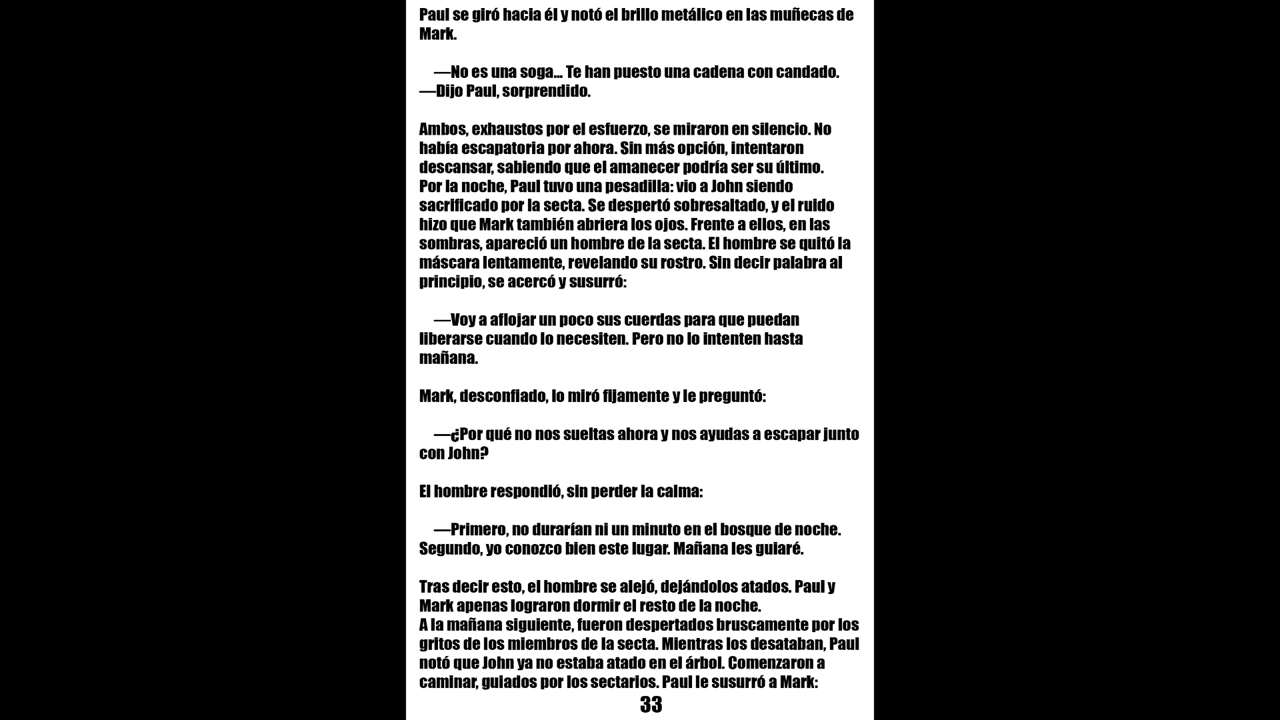 Paul se giró hacia él y notó el brillo metálico en las muñecas de
Mark.
—No es una soga... Te han puesto una cadena con candado.
—Dijo Paul, sorprendido.
Ambos, exhaustos por el esfuerzo, se miraron en silencio. No
había escapatoria por ahora. Sin más opción, intentaron
descansar, sabiendo que el amanecer podría ser su último.
Por la noche, Paul tuvo una pesadilla: vio a John siendo
sacrificado por la secta. Se despertó sobresaltado, y el ruido
hizo que Mark también abriera los ojos. Frente a ellos, en las
sombras, apareció un hombre de la secta. El hombre se quitó la
máscara lentamente, revelando su rostro. Sin decir palabra al
principio, se acercó y susurró:
—Voy a aflojar un poco sus cuerdas para que puedan
liberarse cuando lo necesiten. Pero no lo intenten hasta
mañana.
Mark, desconfiado, lo miró fijamente y le preguntó:
—¿Por qué no nos sueltas ahora y nos ayudas a escapar junto
con John?
El hombre respondió, sin perder la calma:
—Primero, no durarían ni un minuto en el bosque de noche.
Segundo, yo conozco bien este lugar. Mañana les guiaré.
Tras decir esto, el hombre se alejó, dejándolos atados. Paul y
Mark apenas lograron dormir el resto de la noche.
A la mañana siguiente, fueron despertados bruscamente por los
gritos de los miembros de la secta. Mientras los desataban, Paul
notó que John ya no estaba atado en el árbol. Comenzaron a
caminar, guiados por los sectarios. Paul le susurró a Mark:
33